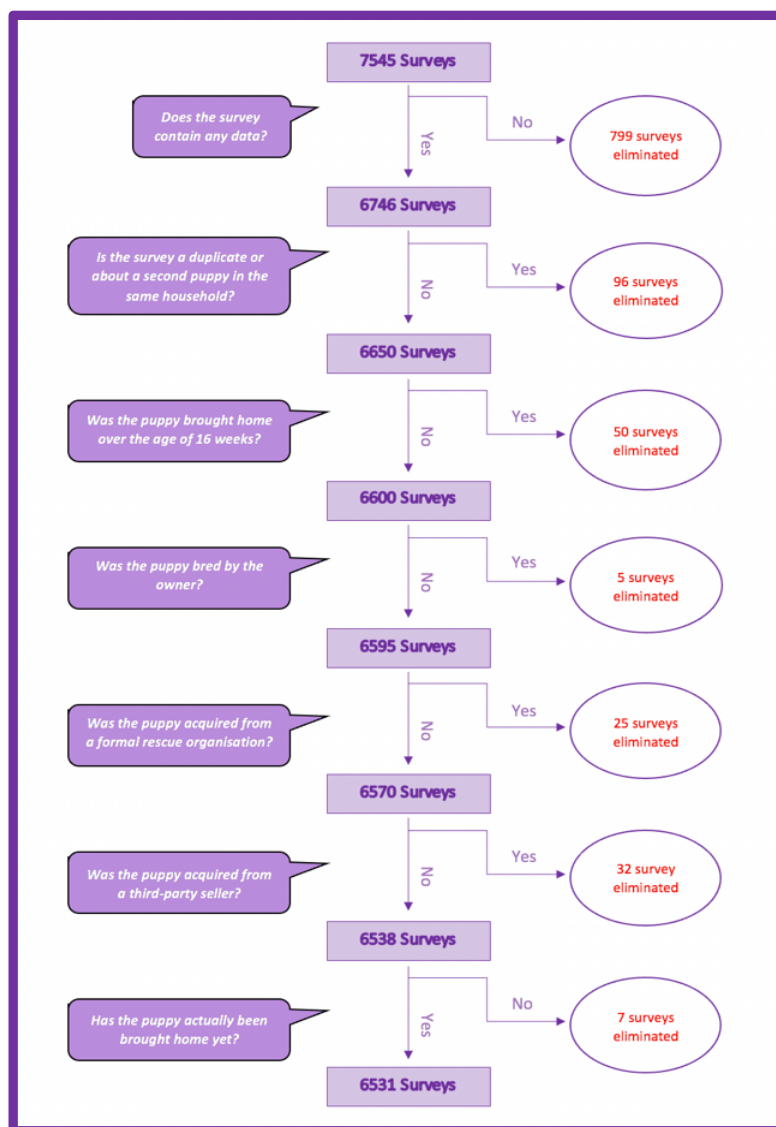 7545 Surveys
Does the survey
contain any data?
No
Yes
799 surveys
eliminated
6746 Surveys
Is the survey a duplicate or
about a second puppy in the
same household?
Yes
No
96 surveys
eliminated
6650 Surveys
Was the puppy brought home
over the age of 16 weeks?
Yes
No
50 surveys
eliminated
6600 Surveys
Was the puppy bred by the
owner?
Yes
No
5 surveys
eliminated
6595 Surveys
Was the puppy acquired from
a formal rescue organisation?
Yes
No
25 surveys
eliminated
6570 Surveys
Was the puppy acquired from
a third-party seller?
Yes
No
32 survey
eliminated
6538 Surveys
Has the puppy actually been
brought home yet?
No
Yes
7 surveys
eliminated
6531 Surveys